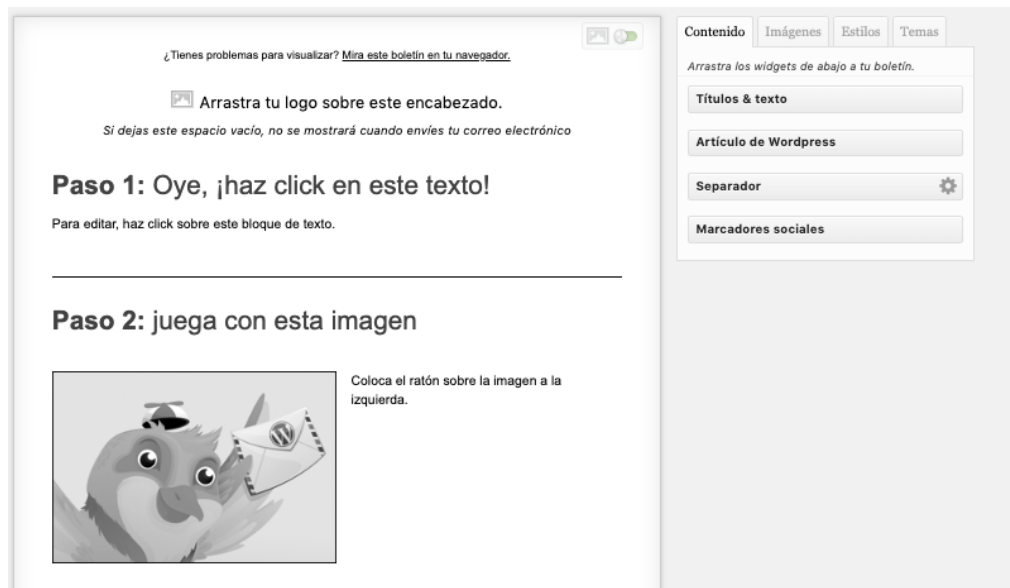 ¿Tienes problemas para visualizar? Mira este boletín en tu navegador.
Arrastra tu logo sobre este encabezado.
Si dejas este espacio vacío, no se mostrará cuando envíes tu correo electrónico
Paso 1: Oye, ¡haz click en este texto!
Para editar, haz click sobre este bloque de texto.
Paso 2: juega con esta imagen
Coloca el ratón sobre la imagen a la
izquierda.
Contenido Imágenes Estilos Temas
Arrastra los widgets de abajo a tu boletín.
Títulos & texto
Artículo de Wordpress
Separador
Marcadores sociales